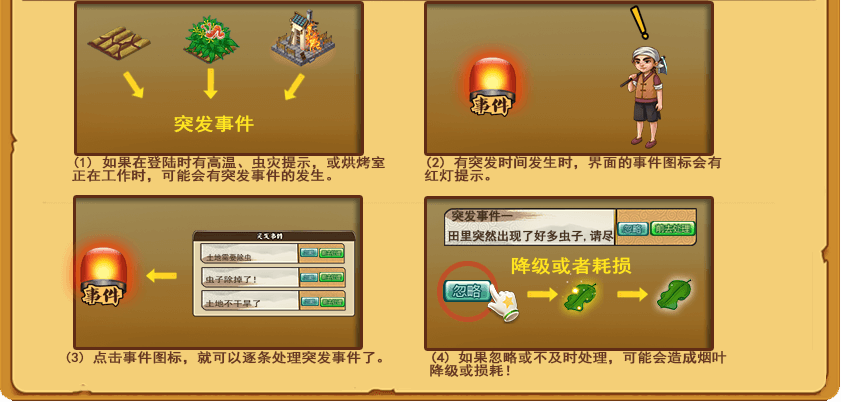 突发事件
(1) 如果在登陆时有高温、虫灾提示，或烘烤室
正在工作时，可能会有突发事件的发生。
事件
(2) 有突发时间发生时，界面的事件图标会有
红灯提示。
事件
突发事件
土地需要除虫
虫子除掉了！
土地不干旱了
(3) 点击事件图标，就可以逐条处理突发事件了。
突发事件一
田里突然出现了好多虫子,请尽
忽略
前去处理
降级或者耗损
忽略
(4) 如果忽略或不及时处理，可能会造成烟叶
降级或损耗！